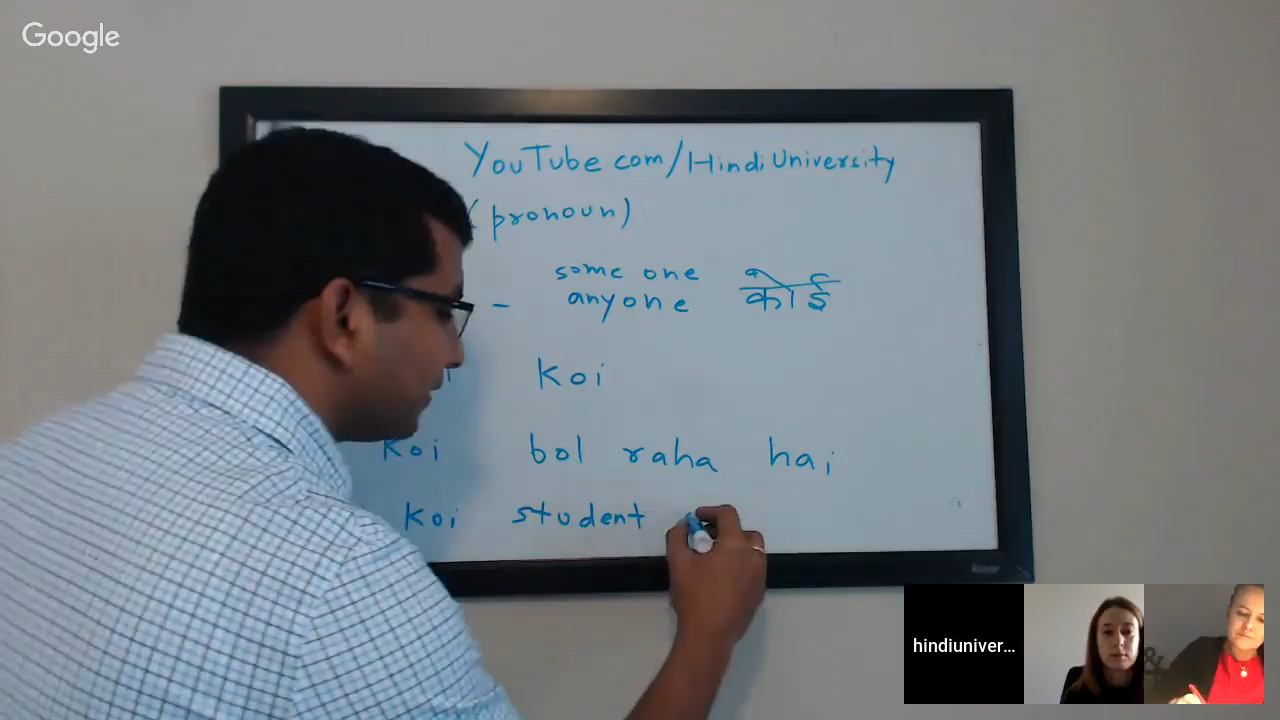 Google
YouTube.com/HindiUniversity
(pronoun)
some one
- anyone कोई
Koi
Koi bol raha hai
Koi student
hindiuniver...
&